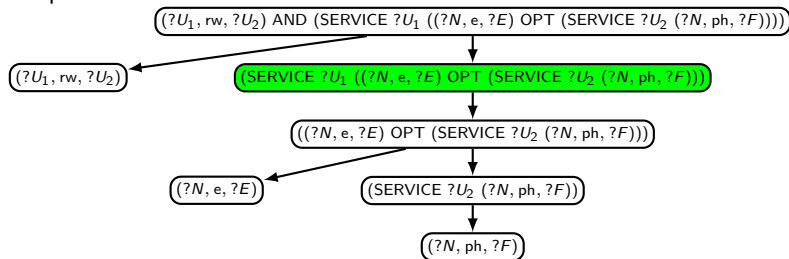 (?U₁, rw, ?U₂) AND (SERVICE ?U₁ ((?N, e, ?E) OPT (SERVICE ?U₂ (?N, ph, ?F))))
(?U₁, rw, ?U₂)
(SERVICE ?U₁ ((?N, e, ?E) OPT (SERVICE ?U₂ (?N, ph, ?F)))
((?N, e, ?E) OPT (SERVICE ?U₂ (?N, ph, ?F)))
(?N, e, ?E)
(SERVICE ?U₂ (?N, ph, ?F))
(?N, ph, ?F)